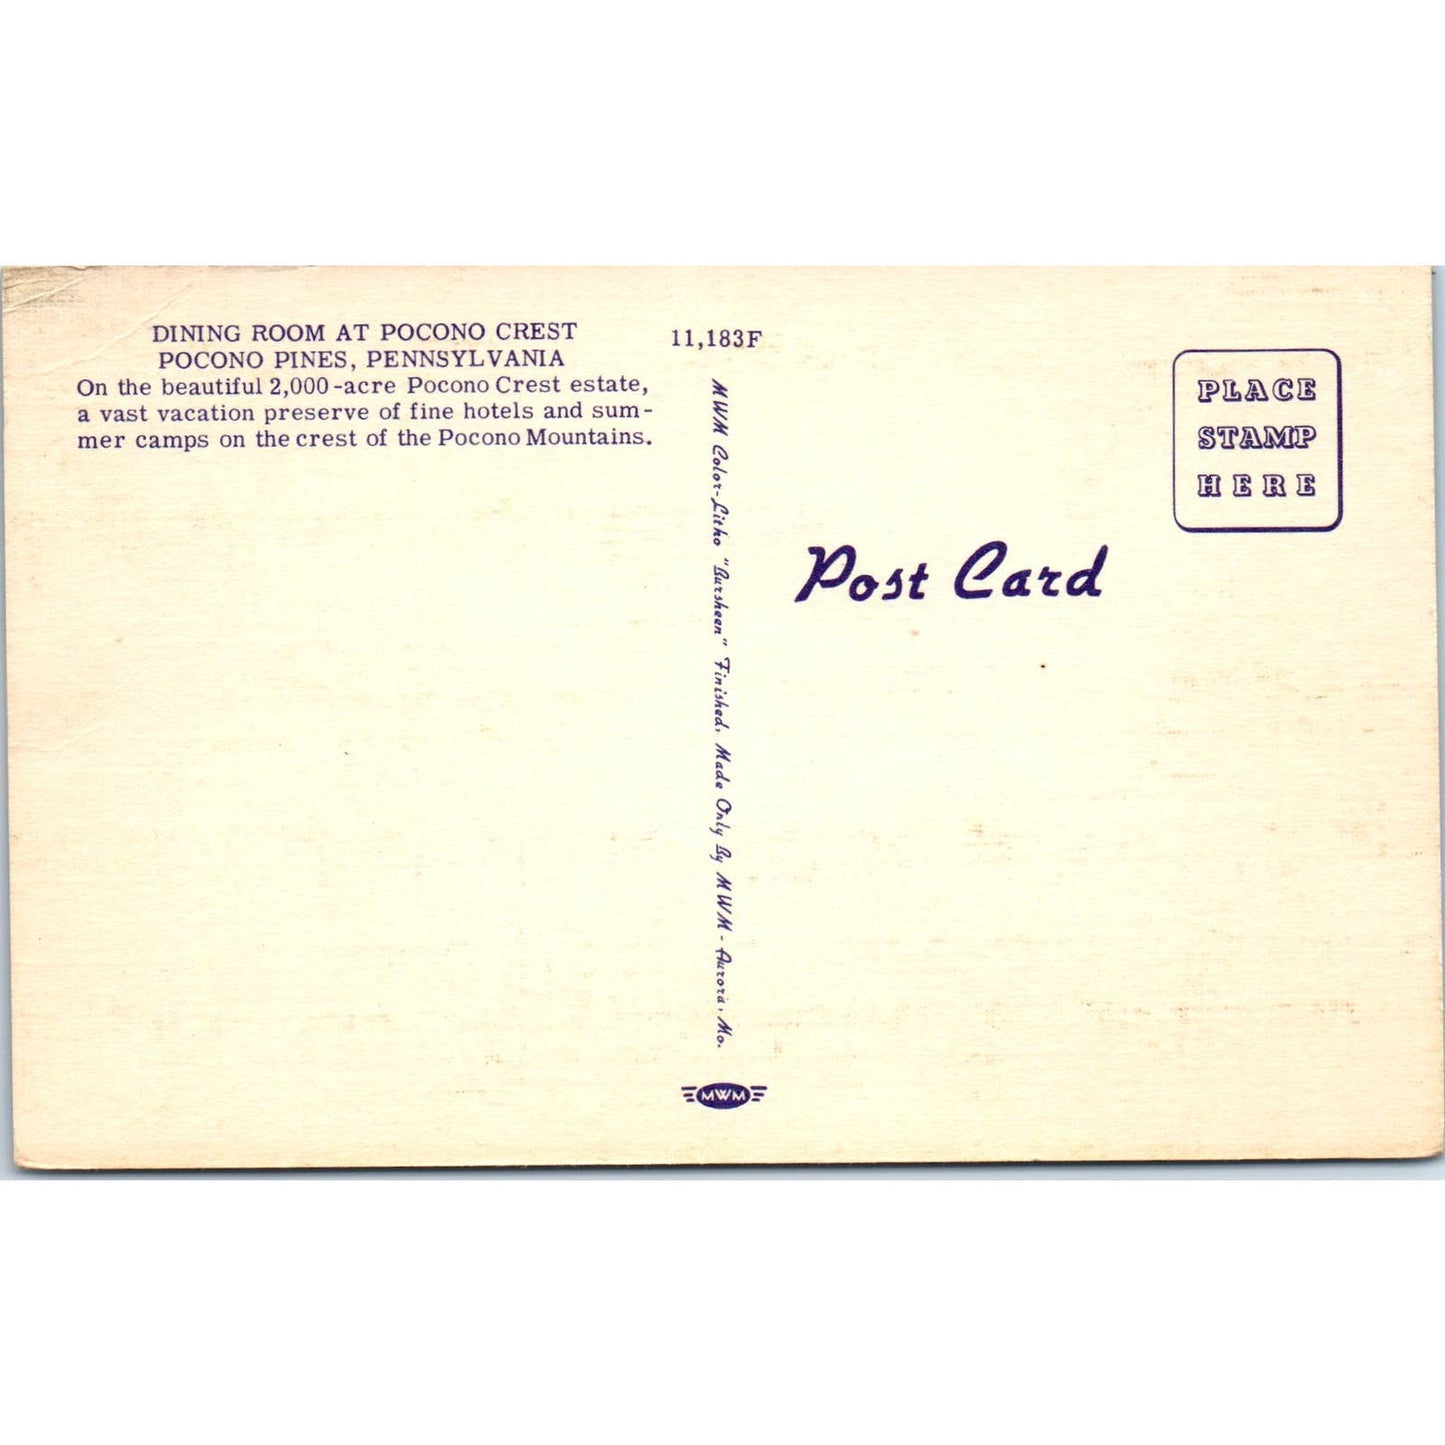 DINING ROOM AT POCONO CREST
POCONO PINES, PENNSYLVANIA
On the beautiful 2,000-acre Pocono Crest estate,
a vast vacation preserve of fine hotels and sum-
mer camps on the crest of the Pocono Mountains.
11,183F
MWM Color-Litho "Bursheen" Finished, Made Only By MWM - Aurora, Mo.
MWM
PLACE
STAMP
HERE
Post Card